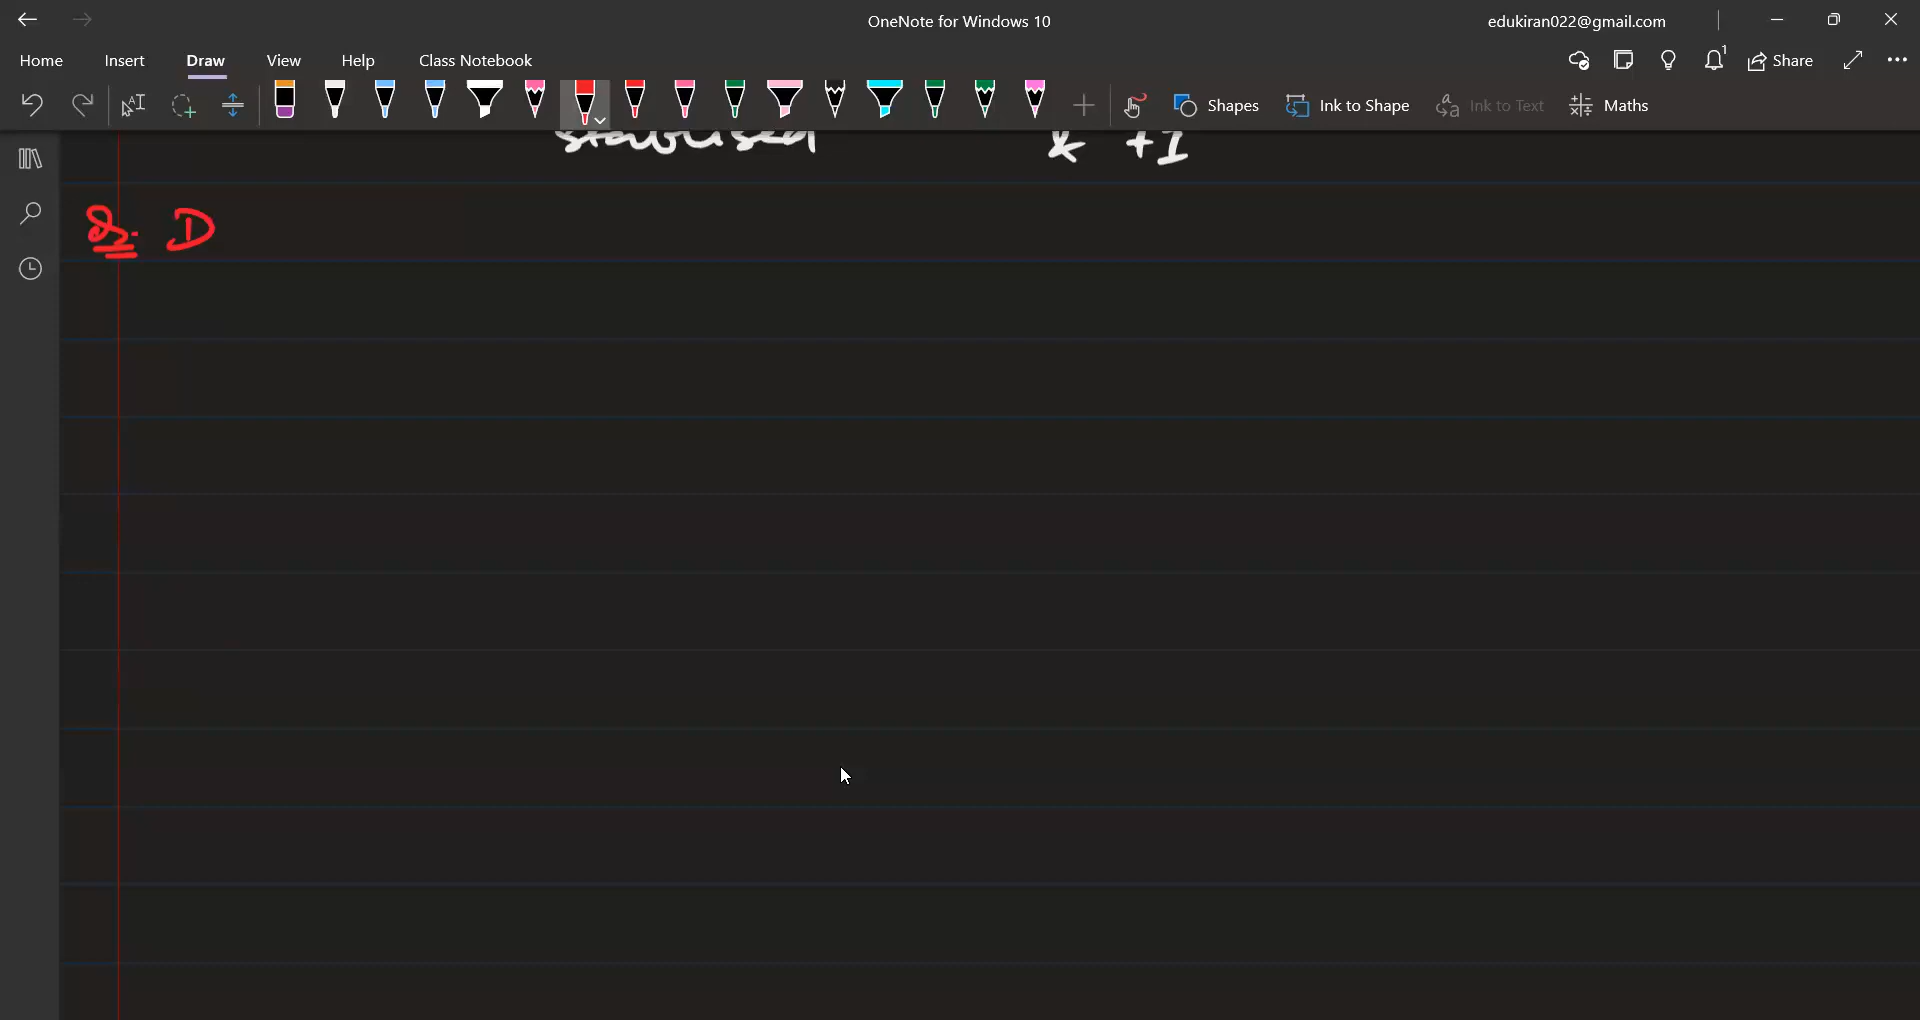 OneNote for Windows 10
edukiran022@gmail.com
Home Insert Draw View Help Class Notebook
1 Share
Shapes Ink to Shape Ink to Text Maths
stabilised & +I
Q. D